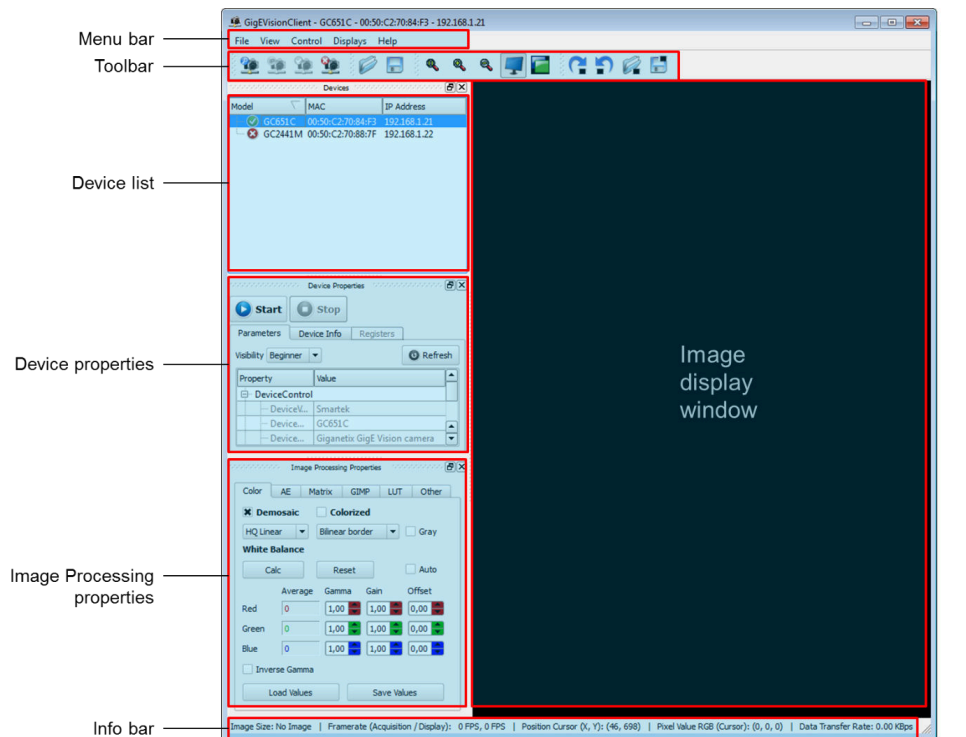 GigEVisionClient - GC651C - 00:50:C2:70:84:F3 - 192.168.1.21
Menu bar
File View Control Displays Help
Toolbar
Devices
Model MAC IP Address
GC651C 00:50:C2:70:84:F3 192.168.1.21
GC2441M 00:50:C2:70:88:7F 192.168.1.22
Device list
Device Properties
Start Stop
Parameters Device Info Registers
Visibility Beginner Refresh
Device properties
Property Value
DeviceControl
DeviceV... Smartek
Device... GC651C
Device... Giganetix GigE Vision camera
Image
display
window
Image Processing Properties
Color AE Matrix GIMP LUT Other
Demosaic Colorized
HQ Linear Bilinear border Gray
White Balance
Calc Reset Auto
Image Processing
properties
Average Gamma Gain Offset
Red 0 1,00 1,00 0,00
Green 0 1,00 1,00 0,00
Blue 0 1,00 1,00 0,00
Inverse Gamma
Load Values Save Values
Info bar
Image Size: No Image | Framerate (Acquisition / Display): 0 FPS, 0 FPS | Position Cursor (X, Y): (46, 698) | Pixel Value RGB (Cursor): (0, 0, 0) | Data Transfer Rate: 0.00 KBps